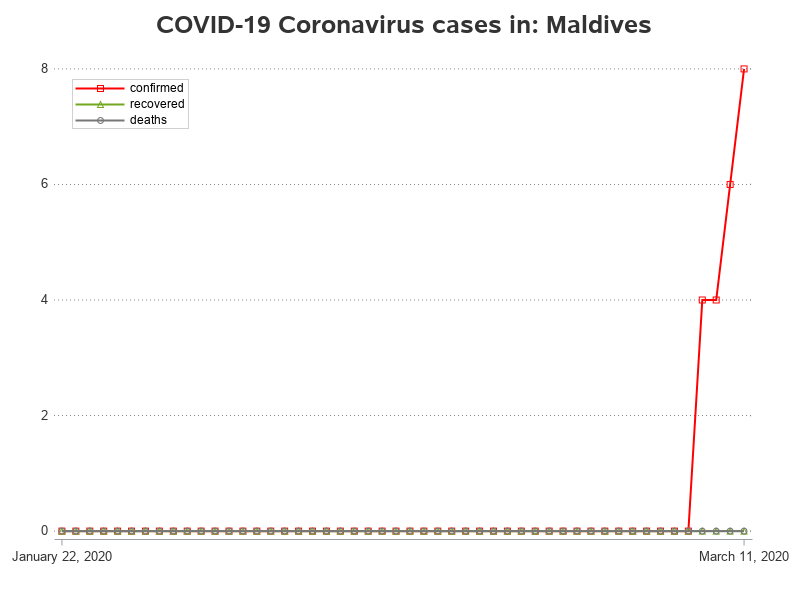 COVID-19 Coronavirus cases in: Maldives
8
confirmed
recovered
deaths
6
4
2
0
January 22, 2020
March 11, 2020